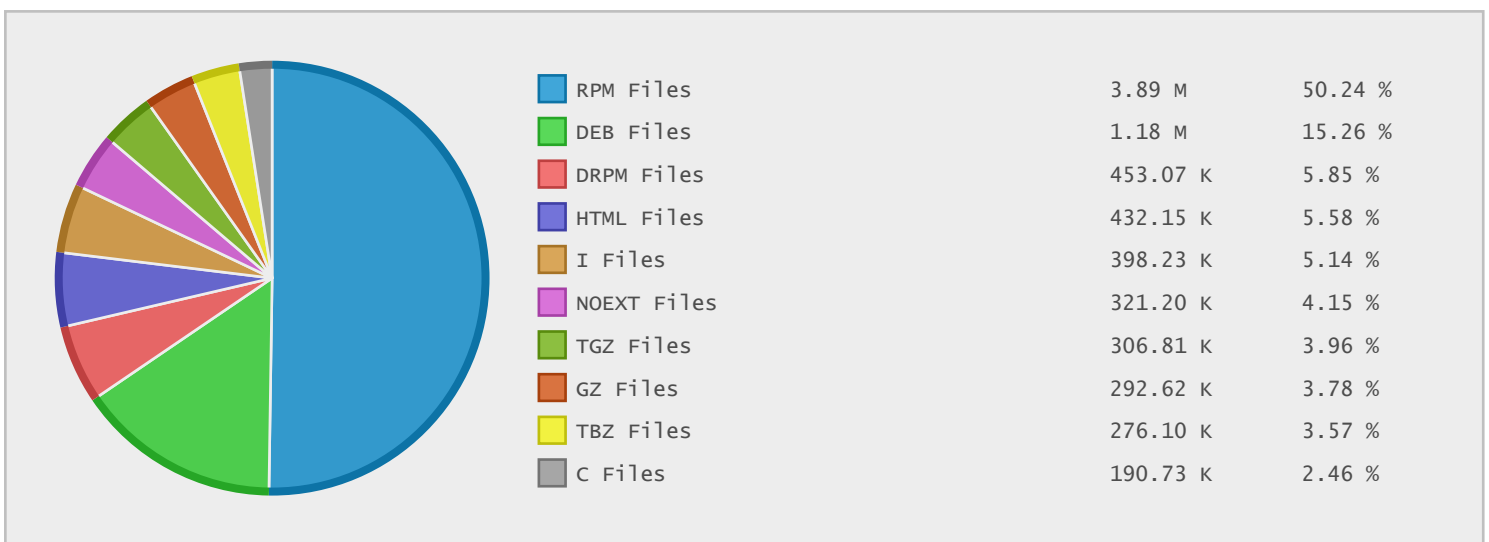 RPM Files 3.89 M 50.24 %
DEB Files 1.18 M 15.26 %
DRPM Files 453.07 K 5.85 %
HTML Files 432.15 K 5.58 %
I Files 398.23 K 5.14 %
NOEXT Files 321.20 K 4.15 %
TGZ Files 306.81 K 3.96 %
GZ Files 292.62 K 3.78 %
TBZ Files 276.10 K 3.57 %
C Files 190.73 K 2.46 %